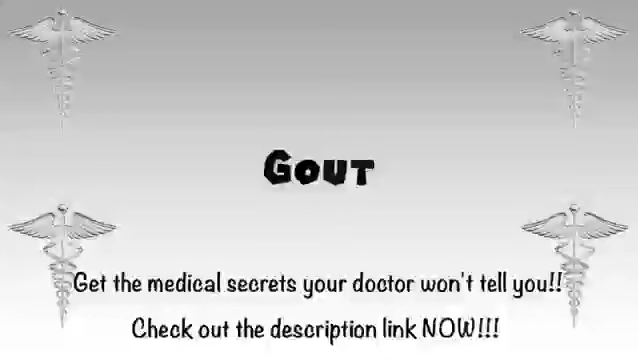 Gout
Get the medical secrets your doctor won't tell you!!
Check out the description link NOW!!!